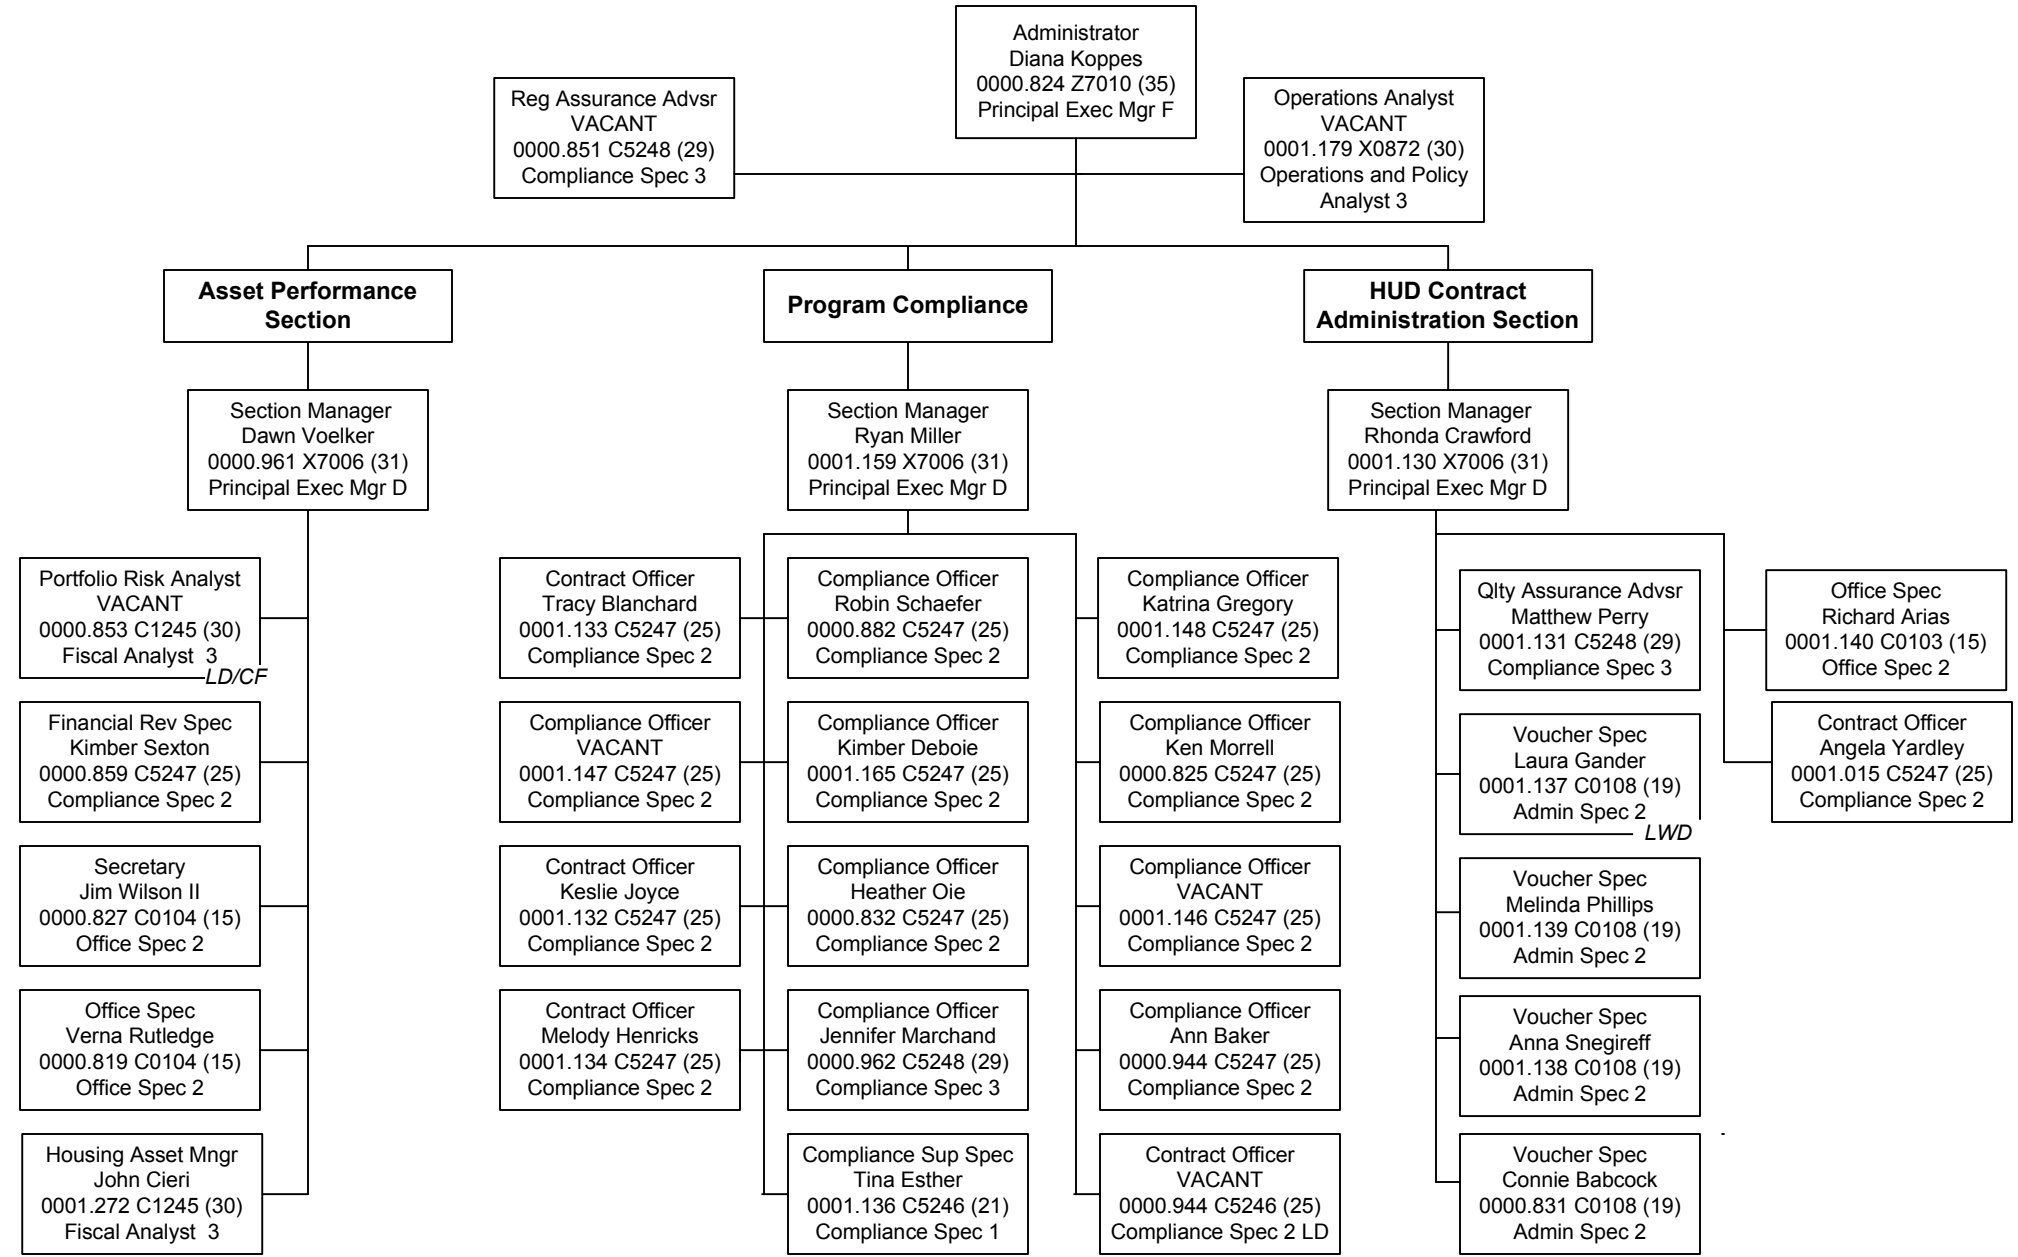 Administrator
Diana Koppes
0000.824 Z7010 (35)
Principal Exec Mgr F
Reg Assurance Advsr
VACANT
0000.851 C5248 (29)
Compliance Spec 3
Operations Analyst
VACANT
0001.179 X0872 (30)
Operations and Policy
Analyst 3
Asset Performance
Section
Program Compliance
HUD Contract
Administration Section
Section Manager
Dawn Voelker
0000.961 X7006 (31)
Principal Exec Mgr D
Section Manager
Ryan Miller
0001.159 X7006 (31)
Principal Exec Mgr D
Section Manager
Rhonda Crawford
0001.130 X7006 (31)
Principal Exec Mgr D
Portfolio Risk Analyst
VACANT
0000.853 C1245 (30)
Fiscal Analyst 3
LD/CF
Financial Rev Spec
Kimber Sexton
0000.859 C5247 (25)
Compliance Spec 2
Secretary
Jim Wilson II
0000.827 C0104 (15)
Office Spec 2
Office Spec
Verna Rutledge
0000.819 C0104 (15)
Office Spec 2
Housing Asset Mngr
John Cieri
0001.272 C1245 (30)
Fiscal Analyst 3
Contract Officer
Tracy Blanchard
0001.133 C5247 (25)
Compliance Spec 2
Compliance Officer
VACANT
0001.147 C5247 (25)
Compliance Spec 2
Contract Officer
Keslie Joyce
0001.132 C5247 (25)
Compliance Spec 2
Contract Officer
Melody Henricks
0001.134 C5247 (25)
Compliance Spec 2
Compliance Officer
Robin Schaefer
0000.882 C5247 (25)
Compliance Spec 2
Compliance Officer
Kimber Deboie
0001.165 C5247 (25)
Compliance Spec 2
Compliance Officer
Heather Oie
0000.832 C5247 (25)
Compliance Spec 2
Compliance Officer
Jennifer Marchand
0000.962 C5248 (29)
Compliance Spec 3
Compliance Sup Spec
Tina Esther
0001.136 C5246 (21)
Compliance Spec 1
Compliance Officer
Katrina Gregory
0001.148 C5247 (25)
Compliance Spec 2
Compliance Officer
Ken Morrell
0000.825 C5247 (25)
Compliance Spec 2
Compliance Officer
VACANT
0001.146 C5247 (25)
Compliance Spec 2
Compliance Officer
Ann Baker
0000.944 C5247 (25)
Compliance Spec 2
Contract Officer
VACANT
0000.944 C5246 (25)
Compliance Spec 2 LD
Qlty Assurance Advsr
Matthew Perry
0001.131 C5248 (29)
Compliance Spec 3
Voucher Spec
Laura Gander
0001.137 C0108 (19)
Admin Spec 2
LWD
Voucher Spec
Melinda Phillips
0001.139 C0108 (19)
Admin Spec 2
Voucher Spec
Anna Snegireff
0001.138 C0108 (19)
Admin Spec 2
Voucher Spec
Connie Babcock
0000.831 C0108 (19)
Admin Spec 2
Office Spec
Richard Arias
0001.140 C0103 (15)
Office Spec 2
Contract Officer
Angela Yardley
0001.015 C5247 (25)
Compliance Spec 2